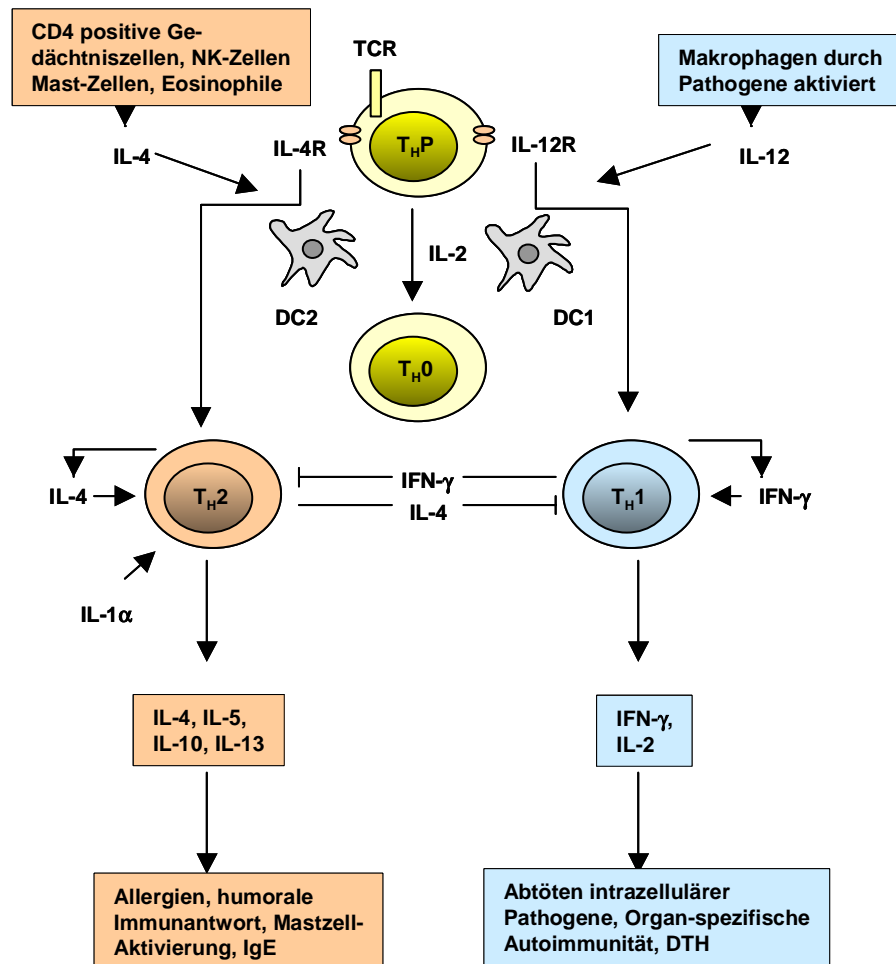 CD4 positive Ge-
dächtniszellen, NK-Zellen
Mast-Zellen, Eosinophile
TCR
Makrophagen durch
Pathogene aktiviert
THP
IL-4
IL-4R
IL-12R
IL-12
IL-2
DC2
DC1
TH0
IL-4
TH2
IFN-γ
IL-4
TH1
IFN-γ
IL-1α
IL-4, IL-5,
IL-10, IL-13
IFN-γ,
IL-2
Allergien, humorale
Immunantwort, Mastzell-
Aktivierung, IgE
Abtöten intrazellulärer
Pathogene, Organ-spezifische
Autoimmunität, DTH